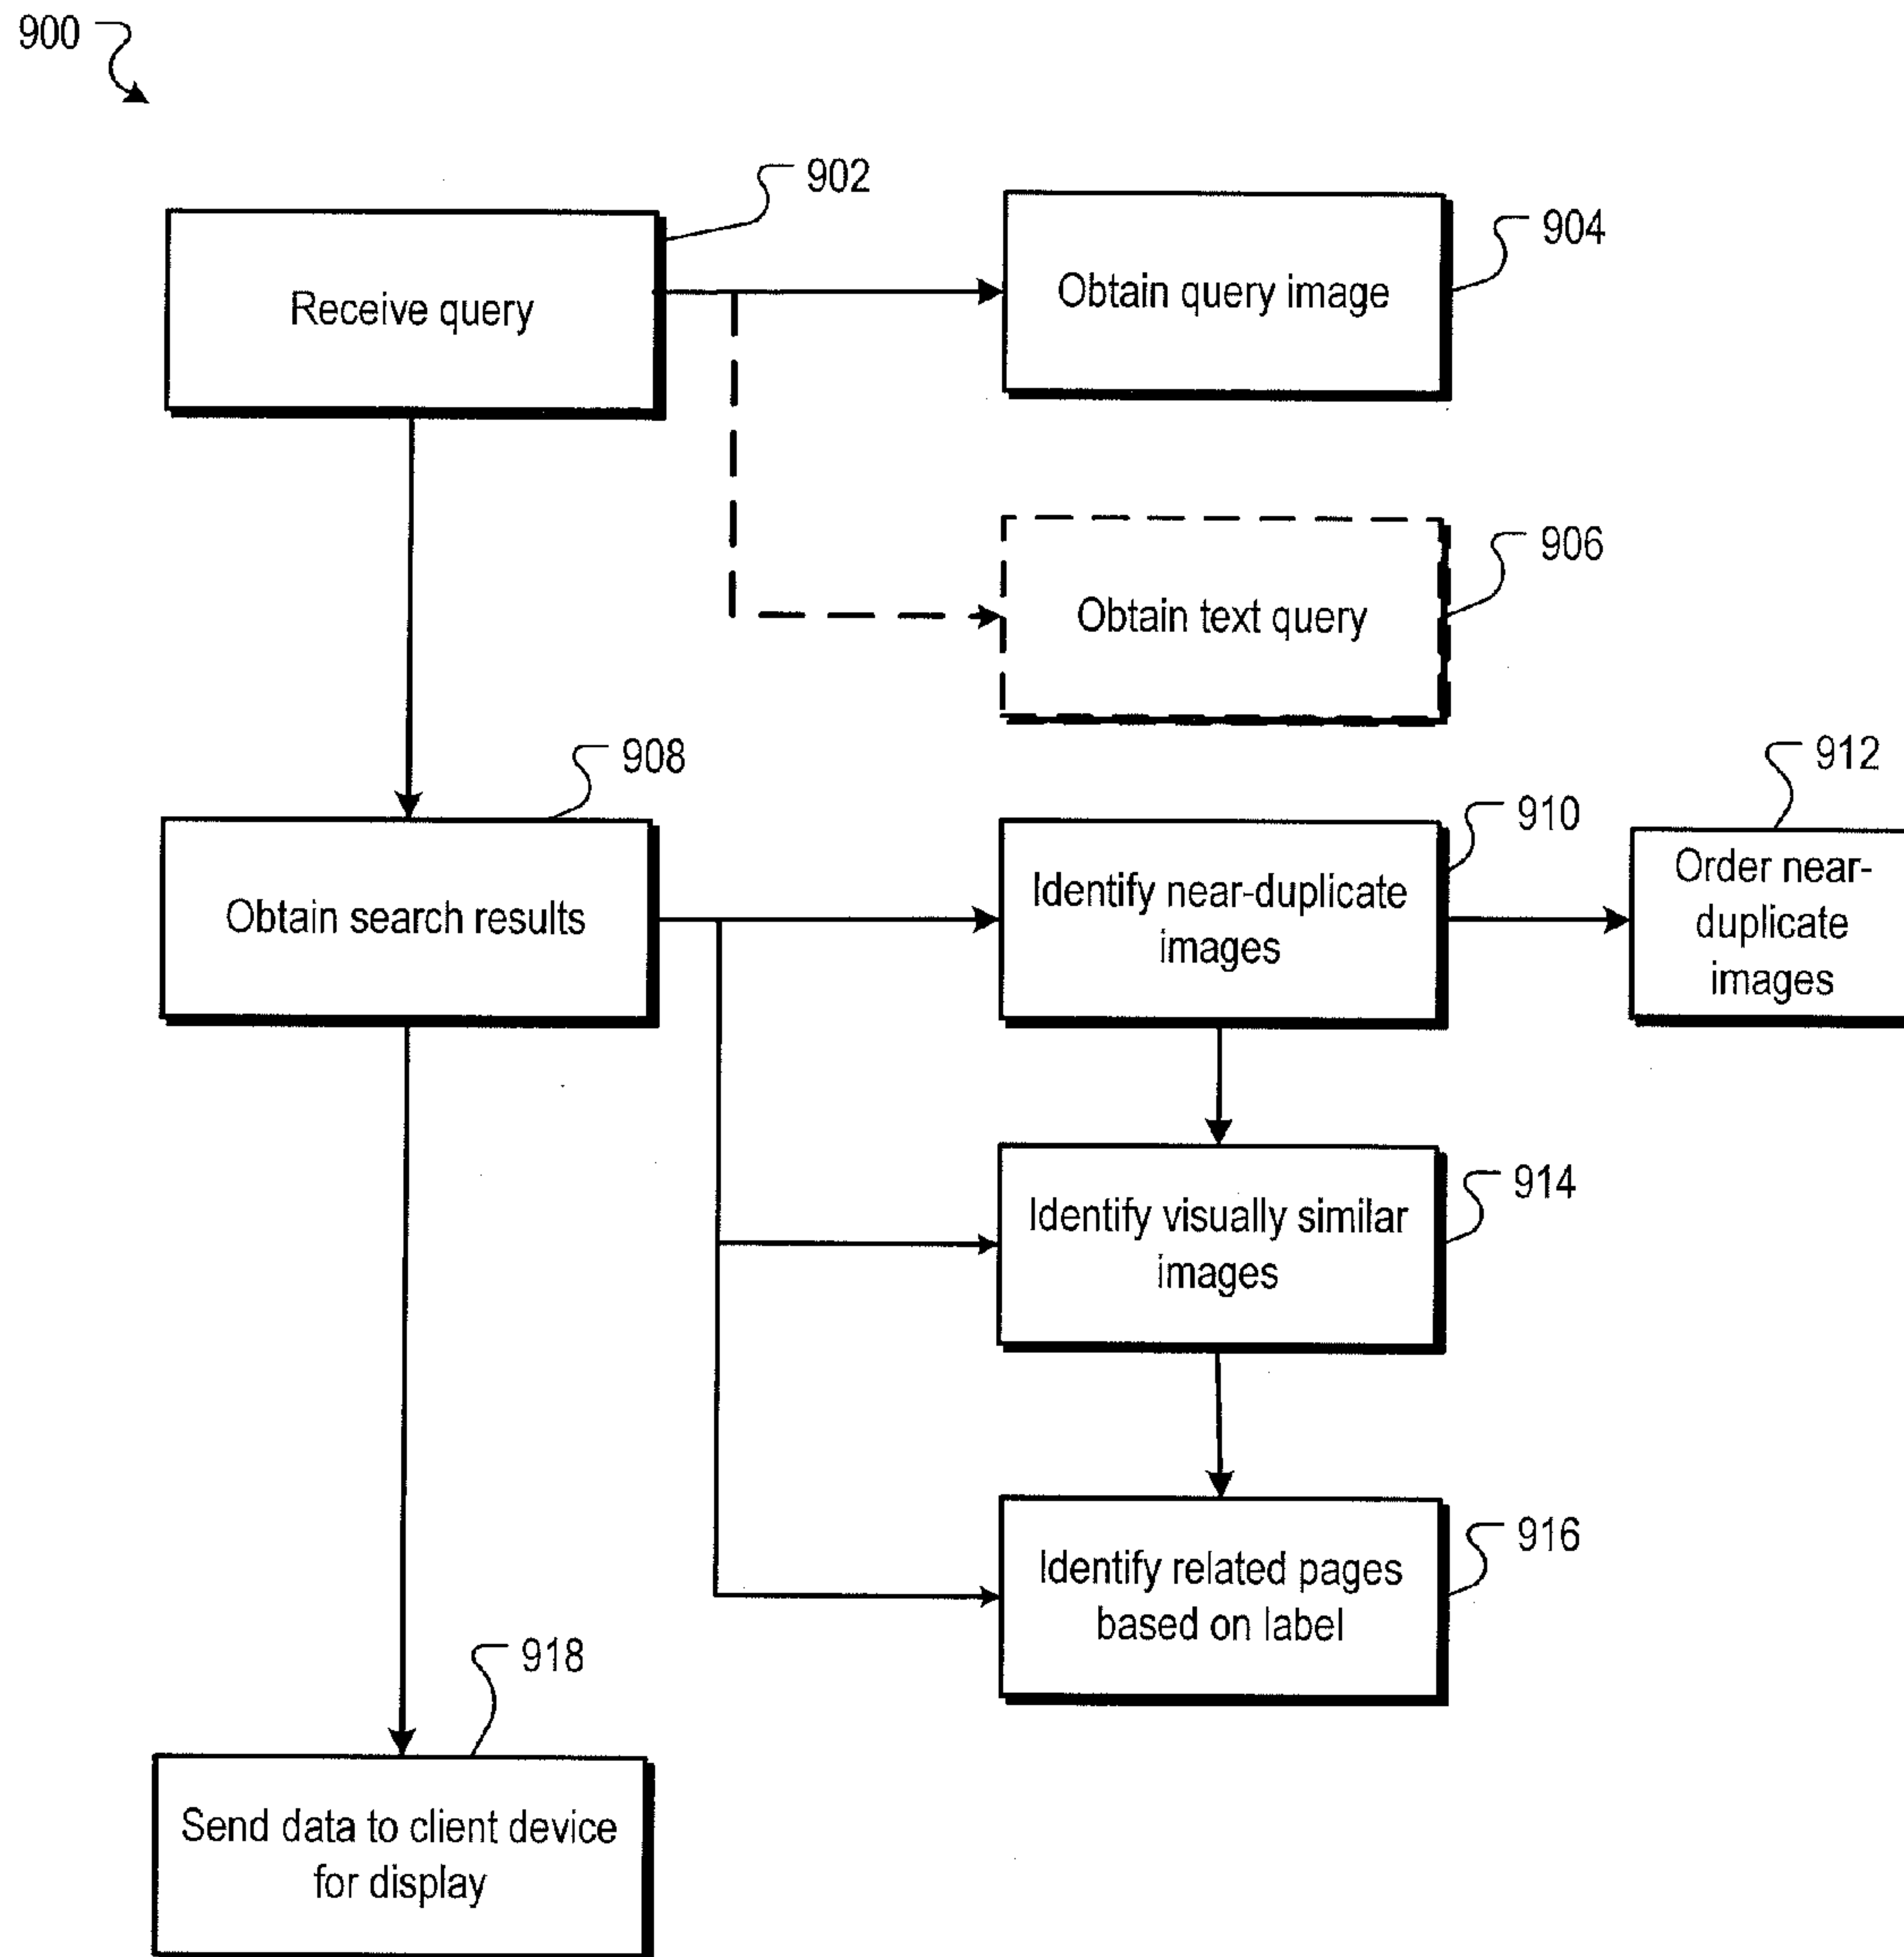 900
902
Receive query
904
Obtain query image
906
Obtain text query
908
Obtain search results
910
Identify near-duplicate
images
912
Order near-
duplicate
images
914
Identify visually similar
images
916
Identify related pages
based on label
918
Send data to client device
for display